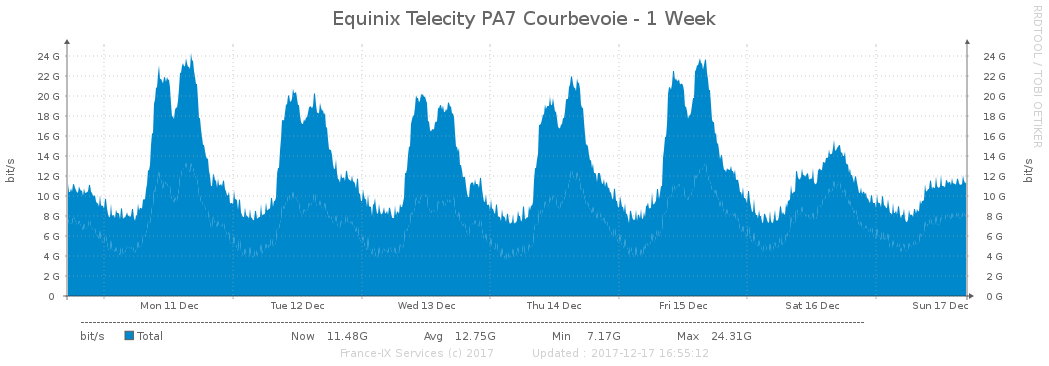 Equinix Telecity PA7 Courbevoie - 1 Week
RRDTOOL / TOBI OETIKER
24 G 24 G
22 G 22 G
20 G 20 G
18 G 18 G
16 G 16 G
14 G 14 G
12 G 12 G
10 G 10 G
8 G 8 G
6 G 6 G
4 G 4 G
2 G 2 G
0 0 G
bit/s
bit/s
Mon 11 Dec Tue 12 Dec Wed 13 Dec Thu 14 Dec Fri 15 Dec Sat 16 Dec Sun 17 Dec
bit/s Total Now 11.48G Avg 12.75G Min 7.17G Max 24.31G
France-IX Services (c) 2017 Updated : 2017-12-17 16:55:12